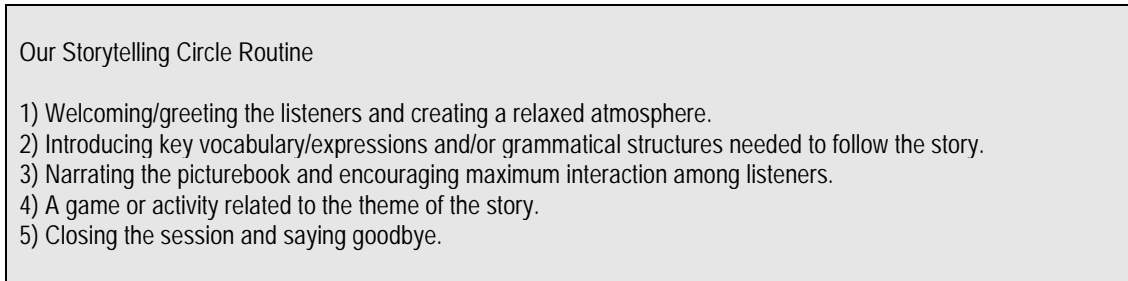 Our Storytelling Circle Routine
1) Welcoming/greeting the listeners and creating a relaxed atmosphere.
2) Introducing key vocabulary/expressions and/or grammatical structures needed to follow the story.
3) Narrating the picturebook and encouraging maximum interaction among listeners.
4) A game or activity related to the theme of the story.
5) Closing the session and saying goodbye.